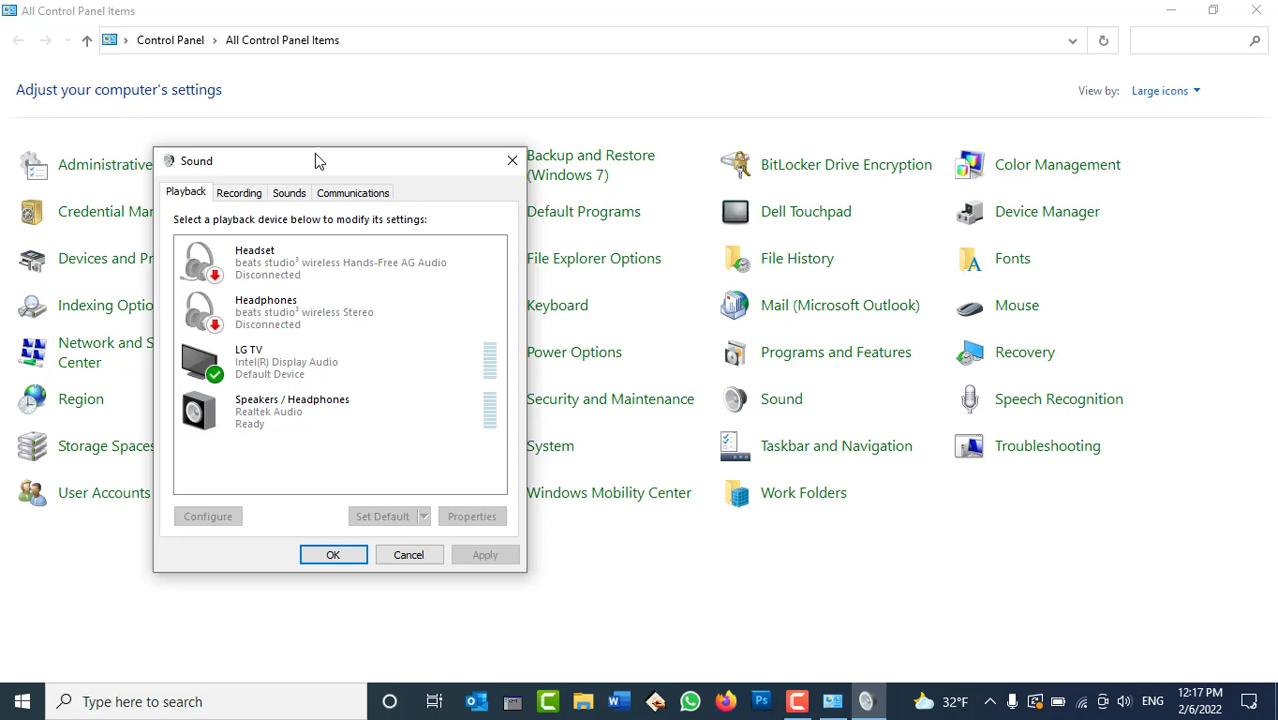 All Control Panel Items
Control Panel > All Control Panel Items
Adjust your computer's settings
View by: Large icons
Administrative
Backup and Restore
(Windows 7)
BitLocker Drive Encryption
Color Management
Credential Mar
Default Programs
Dell Touchpad
Device Manager
Devices and Pr
File Explorer Options
File History
Fonts
Indexing Optio
Keyboard
Mail (Microsoft Outlook)
Mouse
Network and S
Center
Power Options
Programs and Features
Recovery
Region
Security and Maintenance
Sound
Speech Recognition
Storage Spaces
System
Taskbar and Navigation
Troubleshooting
User Accounts
Windows Mobility Center
Work Folders
Sound
Playback Recording Sounds Communications
Select a playback device below to modify its settings:
Headset
beats studio³ wireless Hands-Free AG Audio
Disconnected
Headphones
beats studio³ wireless Stereo
Disconnected
LG TV
Intel(R) Display Audio
Default Device
Speakers / Headphones
Realtek Audio
Ready
Configure Set Default Properties
OK Cancel Apply
Type here to search
32°F
ENG
12:17 PM
2/6/2022